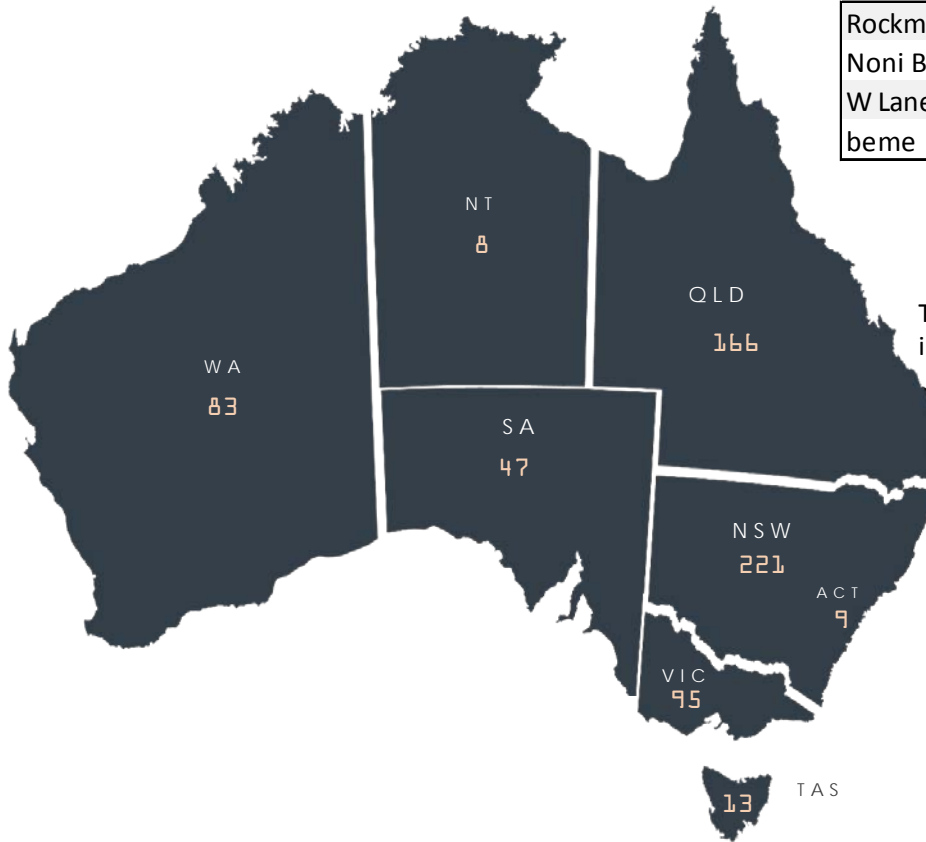 Rockm
Noni B
W Lane
beme
NT
8
QLD
166
T
i
WA
83
SA
47
NSW
221
ACT
9
VIC
95
TAS
13